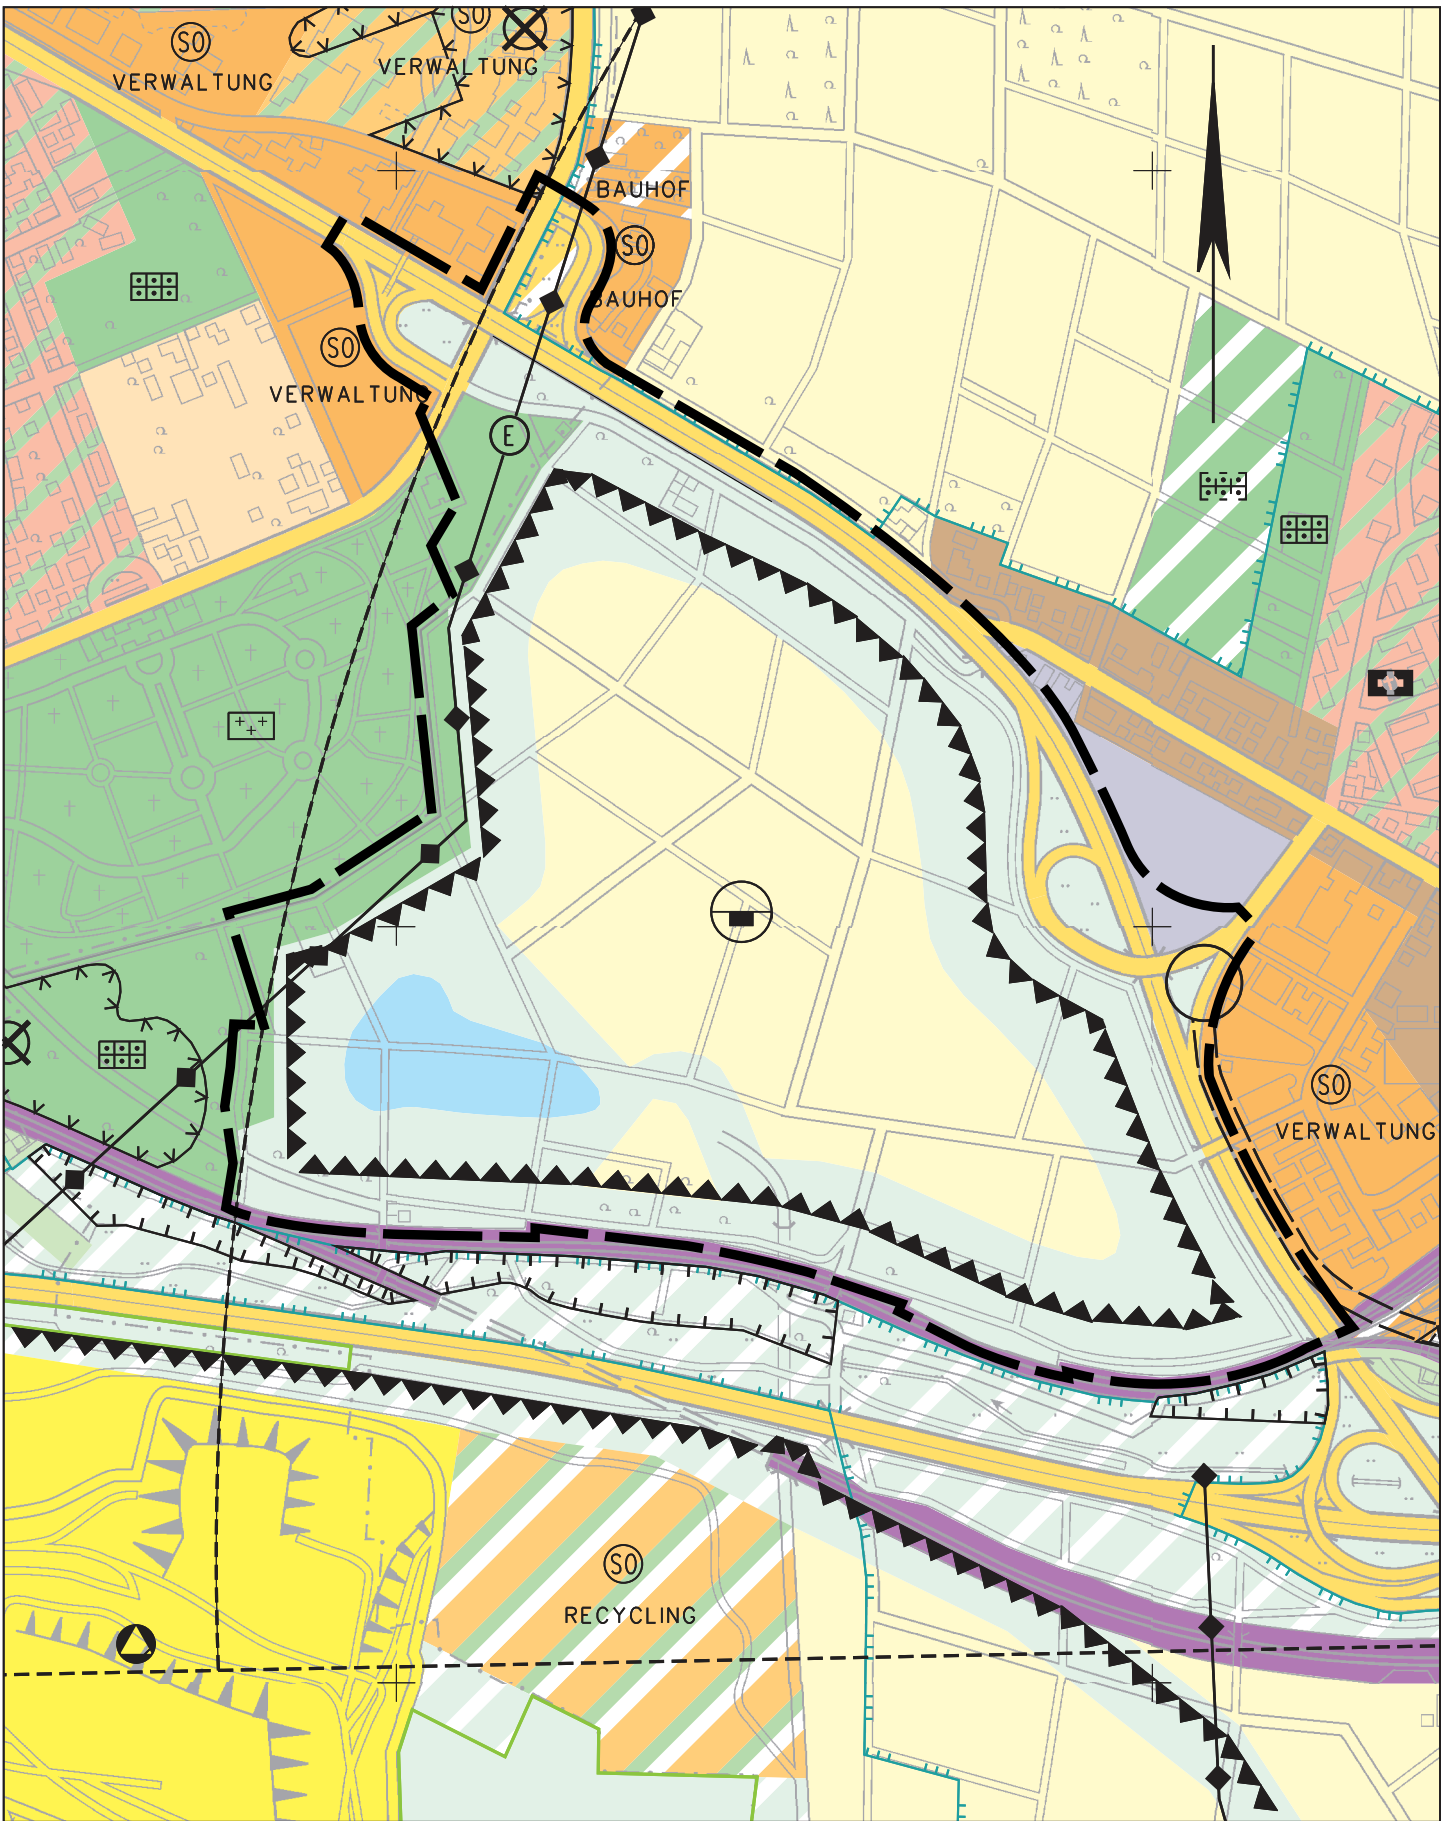 SO
SO
VERWALTUNG
VERWALTUNG
BAUHOF
SO
BAUHOF
SO
VERWALTUNG
E
SO
VERWALTUNG
SO
RECYCLING